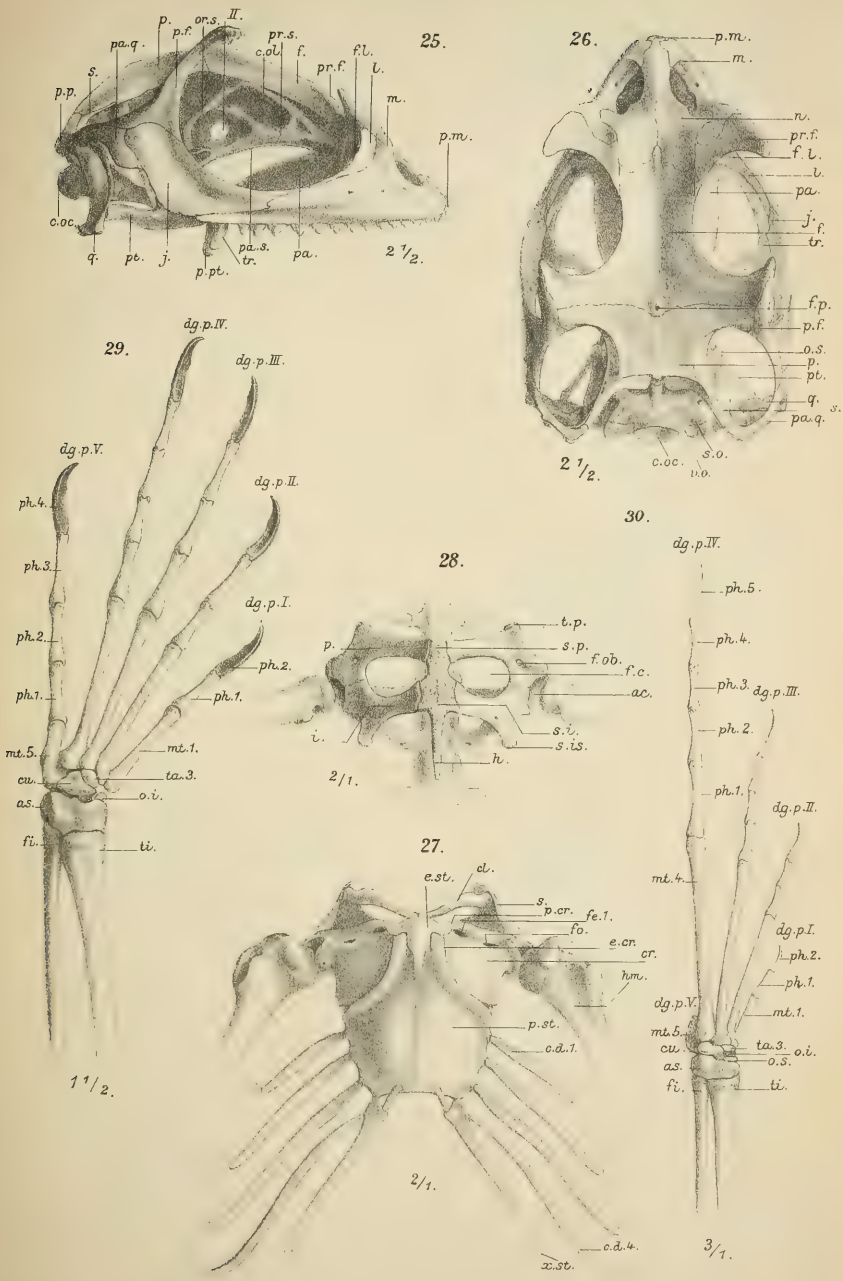 25.
p.
or.s.
II.
p.f.
pr.s.
pa.q.
c.ol
f.
f.l.
l.
s.
pr.f.
m.
p.p.
p.m.
c.oc.
q.
pt.
j.
p.pt.
tr.
pa.s.
pa.
2 1/2.
26.
p.m.
m.
n.
pr.f.
f.l.
l.
pa.
j.
f.
tr.
f.p.
p.f.
o.s.
p.
pt.
q.
s.
pa.q.
s.o.
c.oc.
v.o.
2 1/2.
29.
dg.p.IV.
dg.p.III.
dg.p.V.
dg.p.II.
ph.4.
ph.3.
dg.p.I.
ph.2.
ph.2.
ph.1.
ph.1.
mt.1.
mt.5.
ta.3.
cu.
o.i.
as.
fi.
ti.
1 1/2.
28.
t.p.
p.
s.p.
f.ob.
f.c.
ac.
i.
s.i.
s.is.
h.
2/1.
27.
e.st.
cl.
s.
p.cr.
fe.1.
fo.
e.cr.
cr.
hm.
p.st.
c.d.1.
2/1.
c.d.4.
x.st.
30.
dg.p.IV.
ph.5.
ph.4.
ph.3.
dg.p.III.
ph.2.
ph.1.
dg.p.II.
mt.4.
dg.p.I.
ph.2.
ph.1.
dg.p.V.
mt.1.
mt.5.
cu.
ta.3.
o.i.
as.
o.s.
fi.
ti.
3/1.